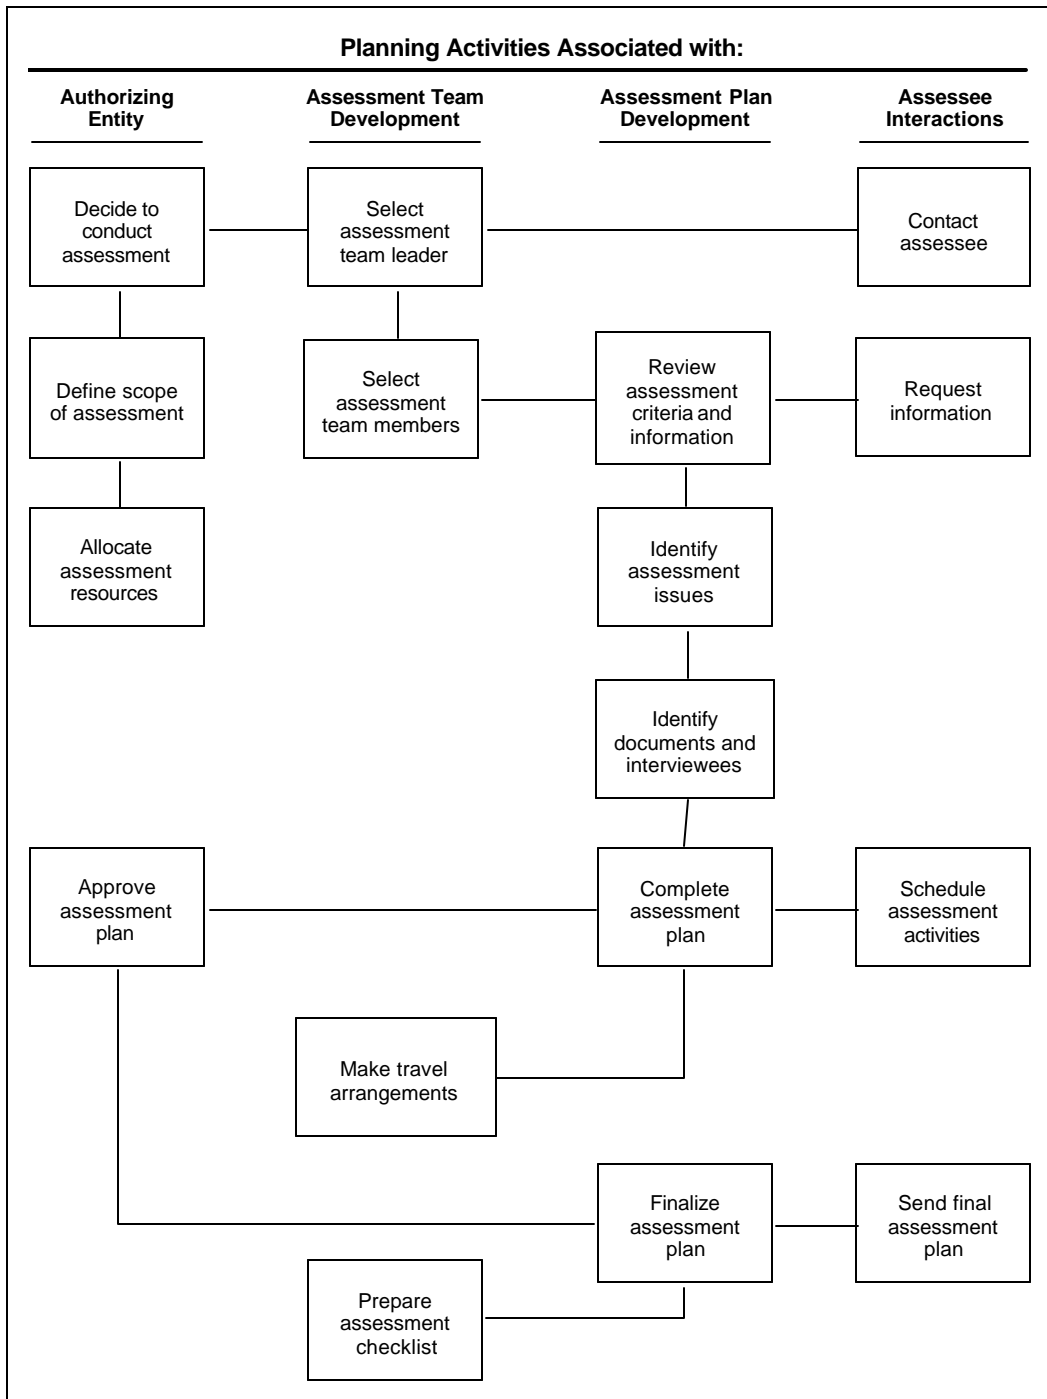 Planning Activities Associated with:
Authorizing
Entity
Assessment Team
Development
Assessment Plan
Development
Assessee
Interactions
Decide to
conduct
assessment
Select
assessment
team leader
Contact
assessee
Define scope
of assessment
Select
assessment
team members
Review
assessment
criteria and
information
Request
information
Allocate
assessment
resources
Identify
assessment
issues
Identify
documents and
interviewees
Approve
assessment
plan
Complete
assessment
plan
Schedule
assessment
activities
Make travel
arrangements
Finalize
assessment
plan
Send final
assessment
plan
Prepare
assessment
checklist